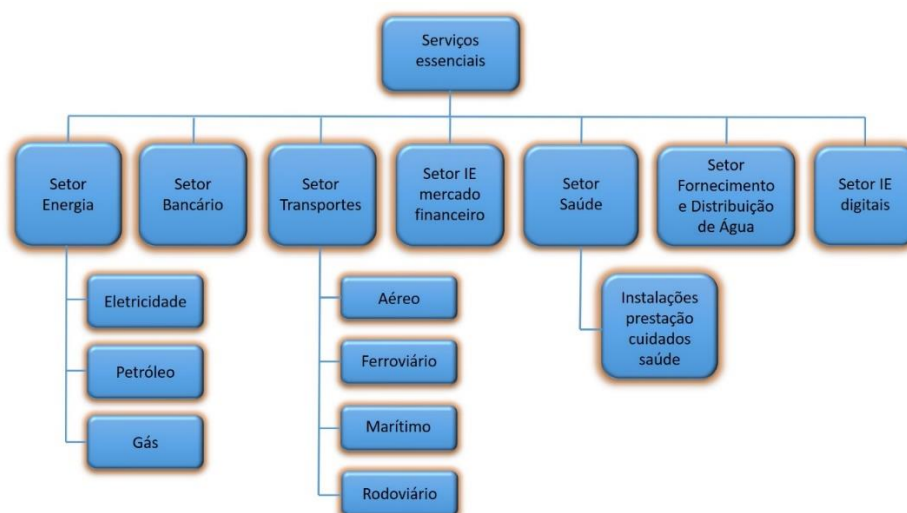 Serviços
essenciais
Setor
Energia
Setor
Bancário
Setor
Transportes
Setor IE
mercado
financeiro
Setor
Saúde
Setor
Fornecimento
e Distribuição
de Água
Setor IE
digitais
Eletricidade
Petróleo
Gás
Aéreo
Ferroviário
Marítimo
Rodoviário
Instalações
prestação
cuidados
saúde